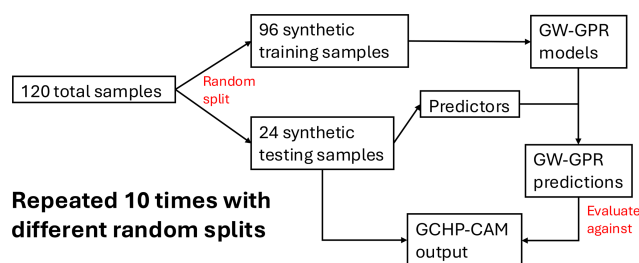 96 synthetic
training samples
GW-GPR
models
120 total samples
Random
split
Predictors
24 synthetic
testing samples
GW-GPR
predictions
Repeated 10 times with
different random splits
Evaluate
against
GCHP-CAM
output